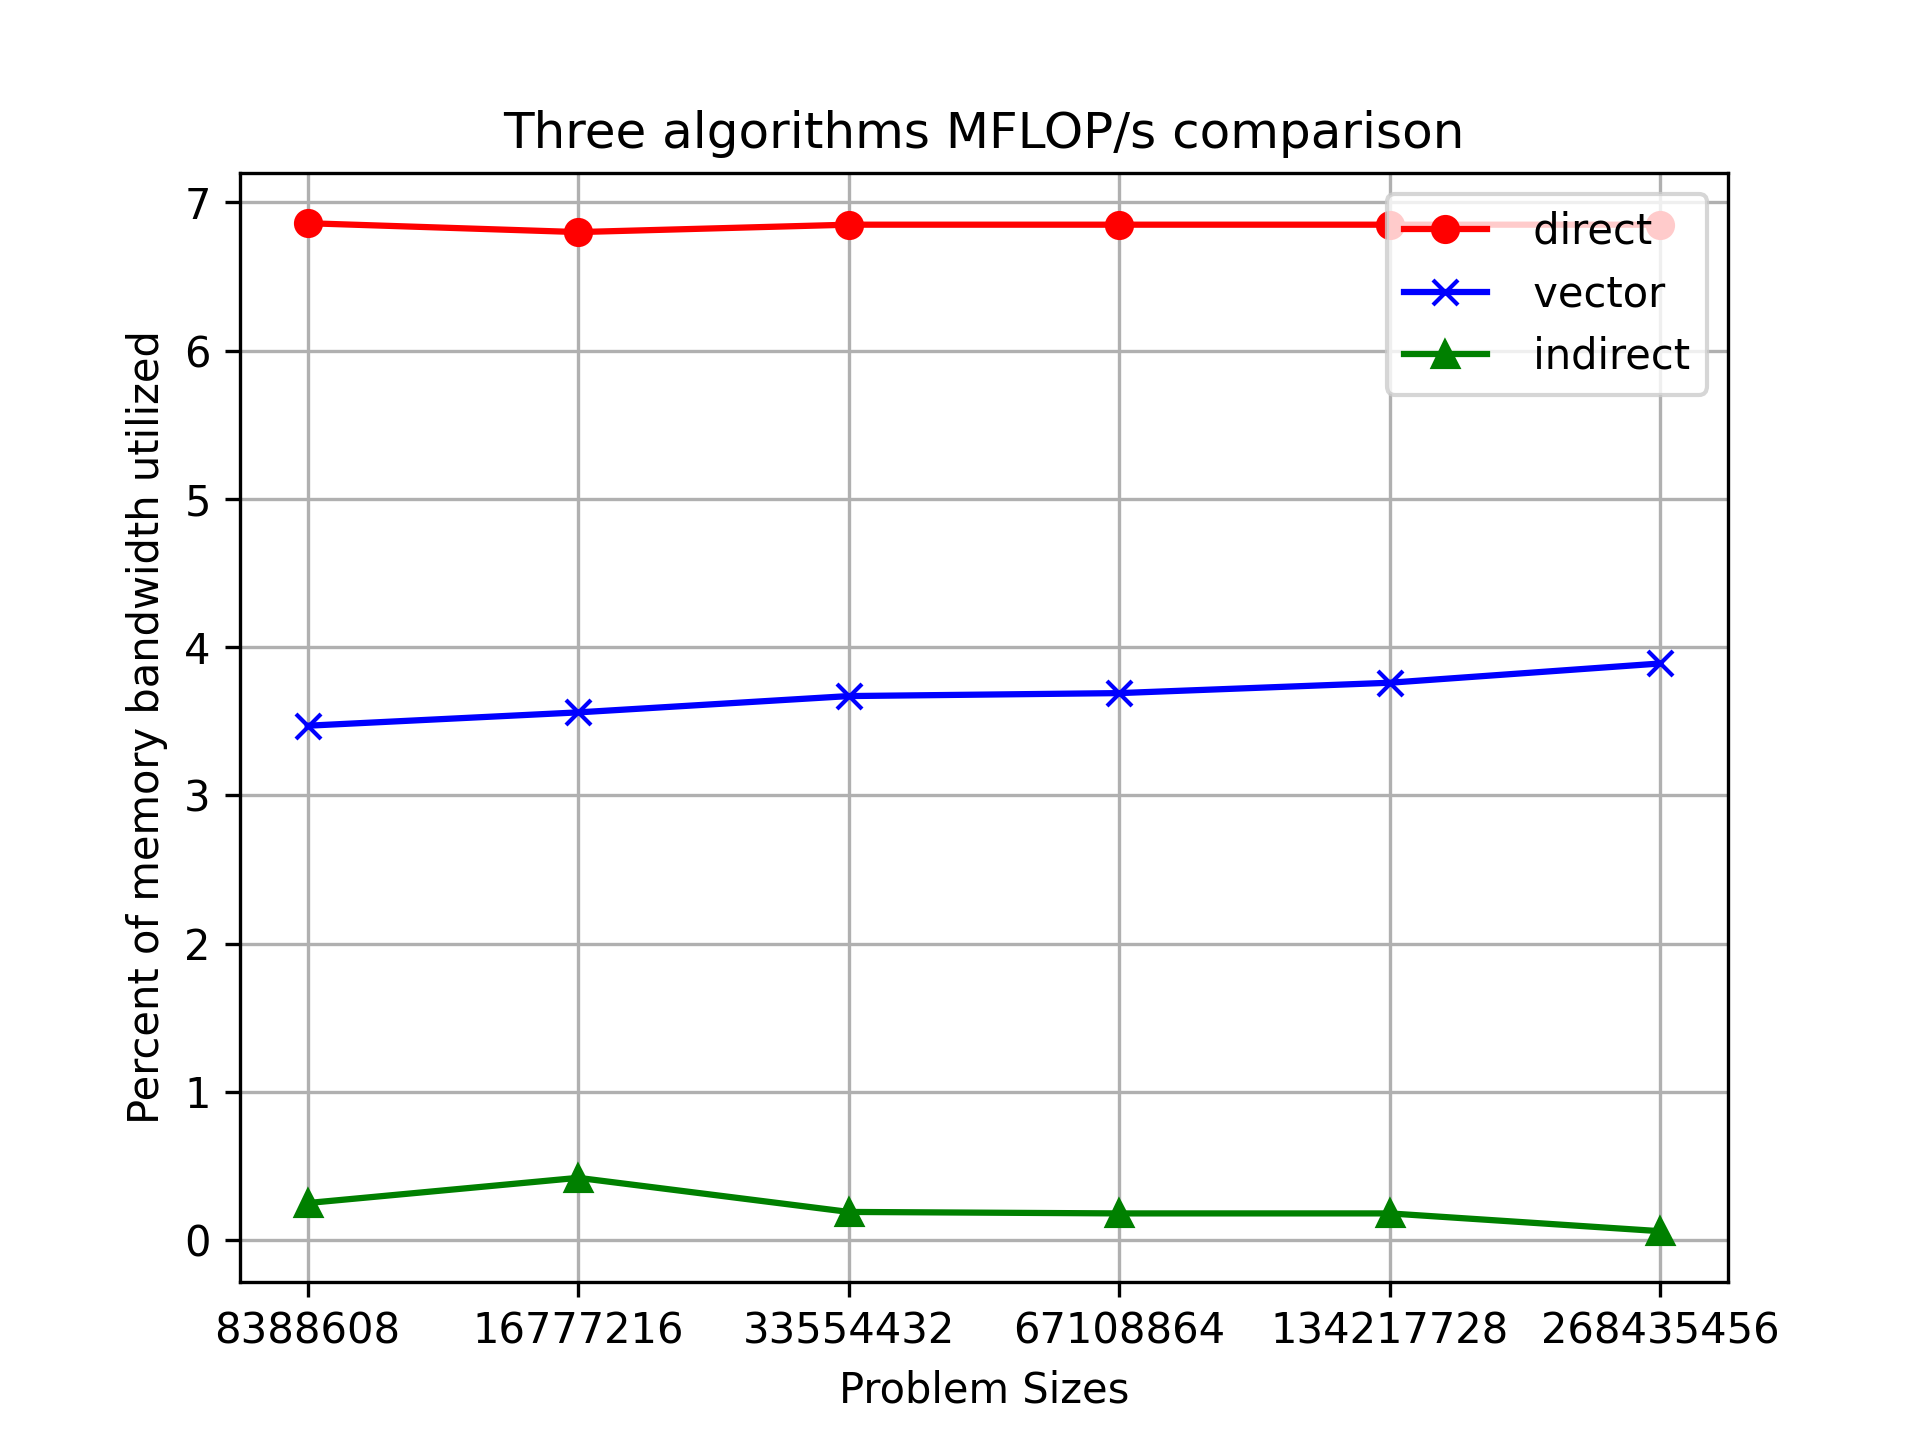 Three algorithms MFLOP/s comparison
Percent of memory bandwidth utilized
7
6
5
4
3
2
1
0
direct
vector
indirect
8388608 16777216 33554432 67108864 134217728 268435456
Problem Sizes